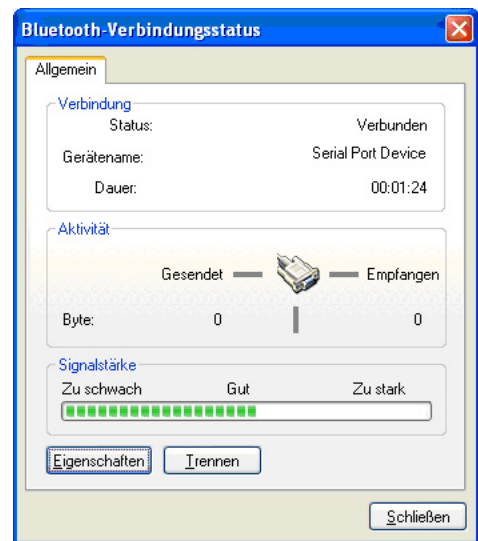 Bluetooth-Verbindungsstatus
Allgemein
Verbindung
Status: Verbunden
Gerätename: Serial Port Device
Dauer: 00:01:24
Aktivität
Gesendet Empfangen
Byte: 0 0
Signalstärke
Zu schwach Gut Zu stark
Eigenschaften Trennen
Schließen